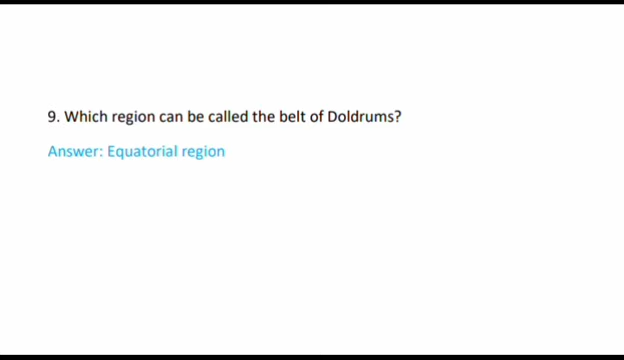 9. Which region can be called the belt of Doldrums?
Answer: Equatorial region